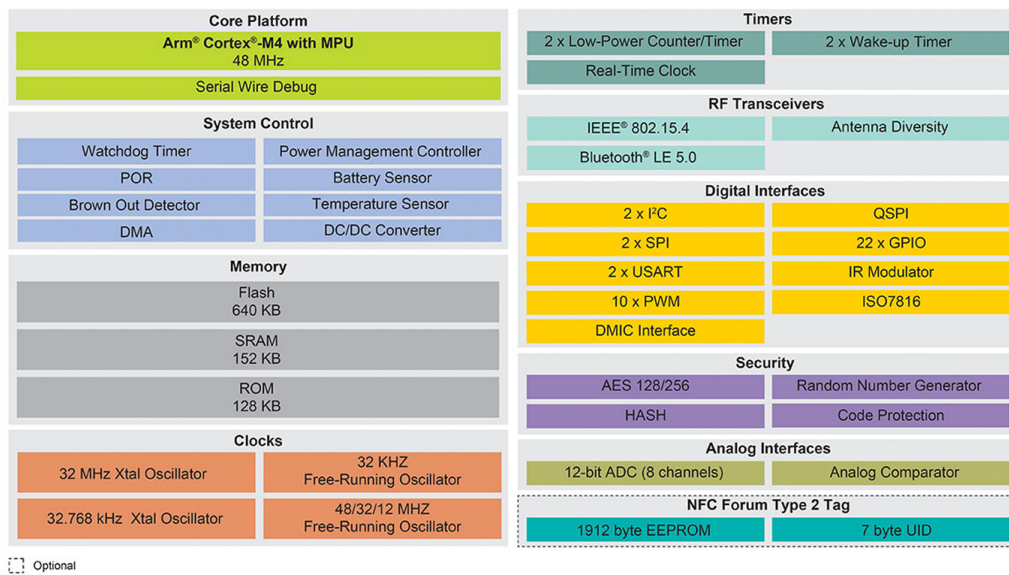 Core Platform
Arm® Cortex®-M4 with MPU
48 MHz
Serial Wire Debug
System Control
Watchdog Timer
Power Management Controller
POR
Battery Sensor
Brown Out Detector
Temperature Sensor
DMA
DC/DC Converter
Memory
Flash
640 KB
SRAM
152 KB
ROM
128 KB
Clocks
32 MHz Xtal Oscillator
32 KHZ
Free-Running Oscillator
32.768 kHz Xtal Oscillator
48/32/12 MHZ
Free-Running Oscillator
Timers
2 x Low-Power Counter/Timer
2 x Wake-up Timer
Real-Time Clock
RF Transceivers
IEEE® 802.15.4
Antenna Diversity
Bluetooth® LE 5.0
Digital Interfaces
2 x I²C
QSPI
2 x SPI
22 x GPIO
2 x USART
IR Modulator
10 x PWM
ISO7816
DMIC Interface
Security
AES 128/256
Random Number Generator
HASH
Code Protection
Analog Interfaces
12-bit ADC (8 channels)
Analog Comparator
NFC Forum Type 2 Tag
1912 byte EEPROM
7 byte UID
Optional